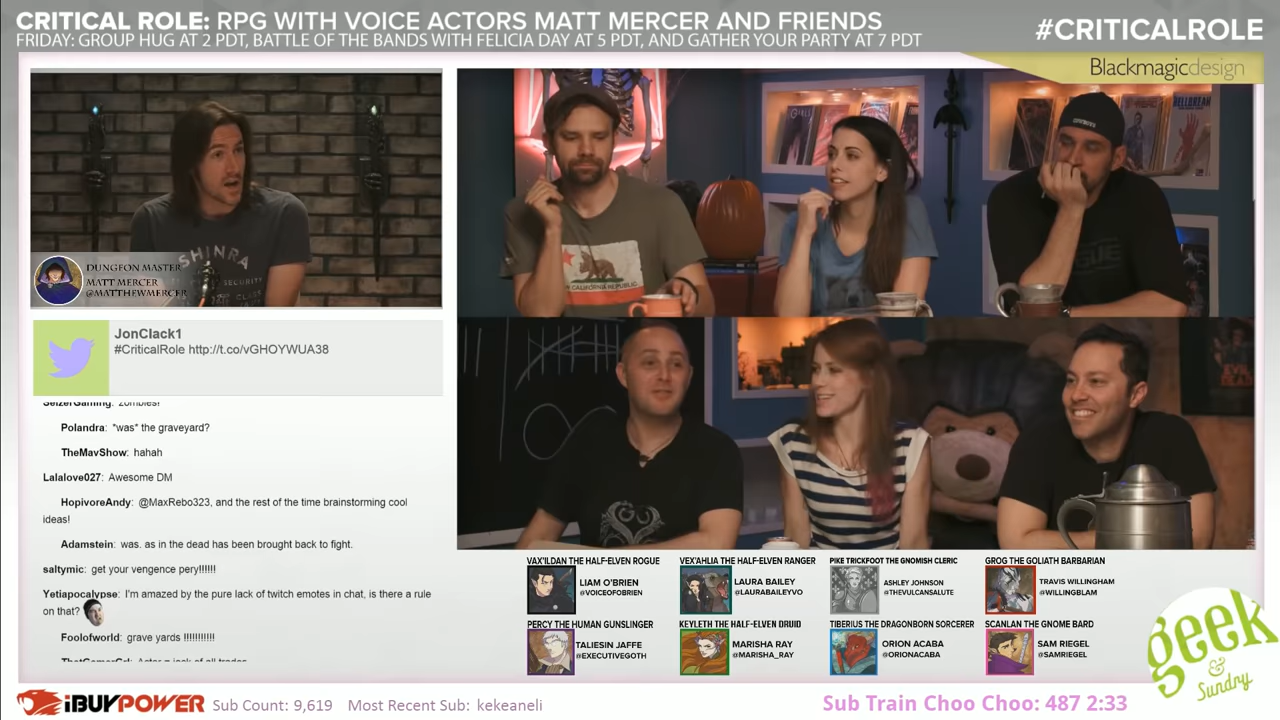 CRITICAL ROLE: RPG WITH VOICE ACTORS MATT MERCER AND FRIENDS
FRIDAY: GROUP HUG AT 2 PDT, BATTLE OF THE BANDS WITH FELICIA DAY AT 5 PDT, AND GATHER YOUR PARTY AT 7 PDT
#CRITICALROLE
Blackmagicdesign
SHINRA
SECURITY
DUNGEON MASTER
MATT MERCER
@MATTHEWMERCER
CALIFORNIA REPUBLIC
JonClack1
#CriticalRole http://t.co/vGHOYWUA38
SeizerGaming: zombies!
Polandra: *was* the graveyard?
TheMavShow: hahah
Lalalove027: Awesome DM
HopivoreAndy: @MaxRebo323, and the rest of the time brainstorming cool
ideas!
Adamstein: was. as in the dead has been brought back to fight.
saltymic: get your vengence pery!!!!!!
Yetiapocalypse: I'm amazed by the pure lack of twitch emotes in chat, is there a rule
on that?
Foolofworld: grave yards !!!!!!!!!!!
VAX'ILDAN THE HALF-ELVEN ROGUE
LIAM O'BRIEN
@VOICEOFOBRIEN
VEX'AHLIA THE HALF-ELVEN RANGER
LAURA BAILEY
@LAURABAILEYVO
PIKE TRICKFOOT THE GNOMISH CLERIC
ASHLEY JOHNSON
@THEVULCANSALUTE
GROG THE GOLIATH BARBARIAN
TRAVIS WILLINGHAM
@WILLINGBLAM
PERCY THE HUMAN GUNSLINGER
TALIESIN JAFFE
@EXECUTIVEGOTH
KEYLETH THE HALF-ELVEN DRUID
MARISHA RAY
@MARISHA_RAY
TIBERIUS THE DRAGONBORN SORCERER
ORION ACABA
@ORIONACABA
SCANLAN THE GNOME BARD
SAM RIEGEL
@SAMRIEGEL
geek
&
Sundry
iBUYPOWER
Sub Count: 9,619 Most Recent Sub: kekeaneli
Sub Train Choo Choo: 487 2:33